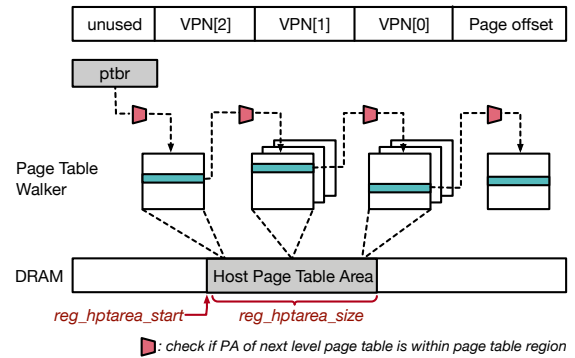 unused VPN[2] VPN[1] VPN[0] Page offset
ptbr
Page Table
Walker
DRAM Host Page Table Area
reg_hptarea_start reg_hptarea_size
: check if PA of next level page table is within page table region